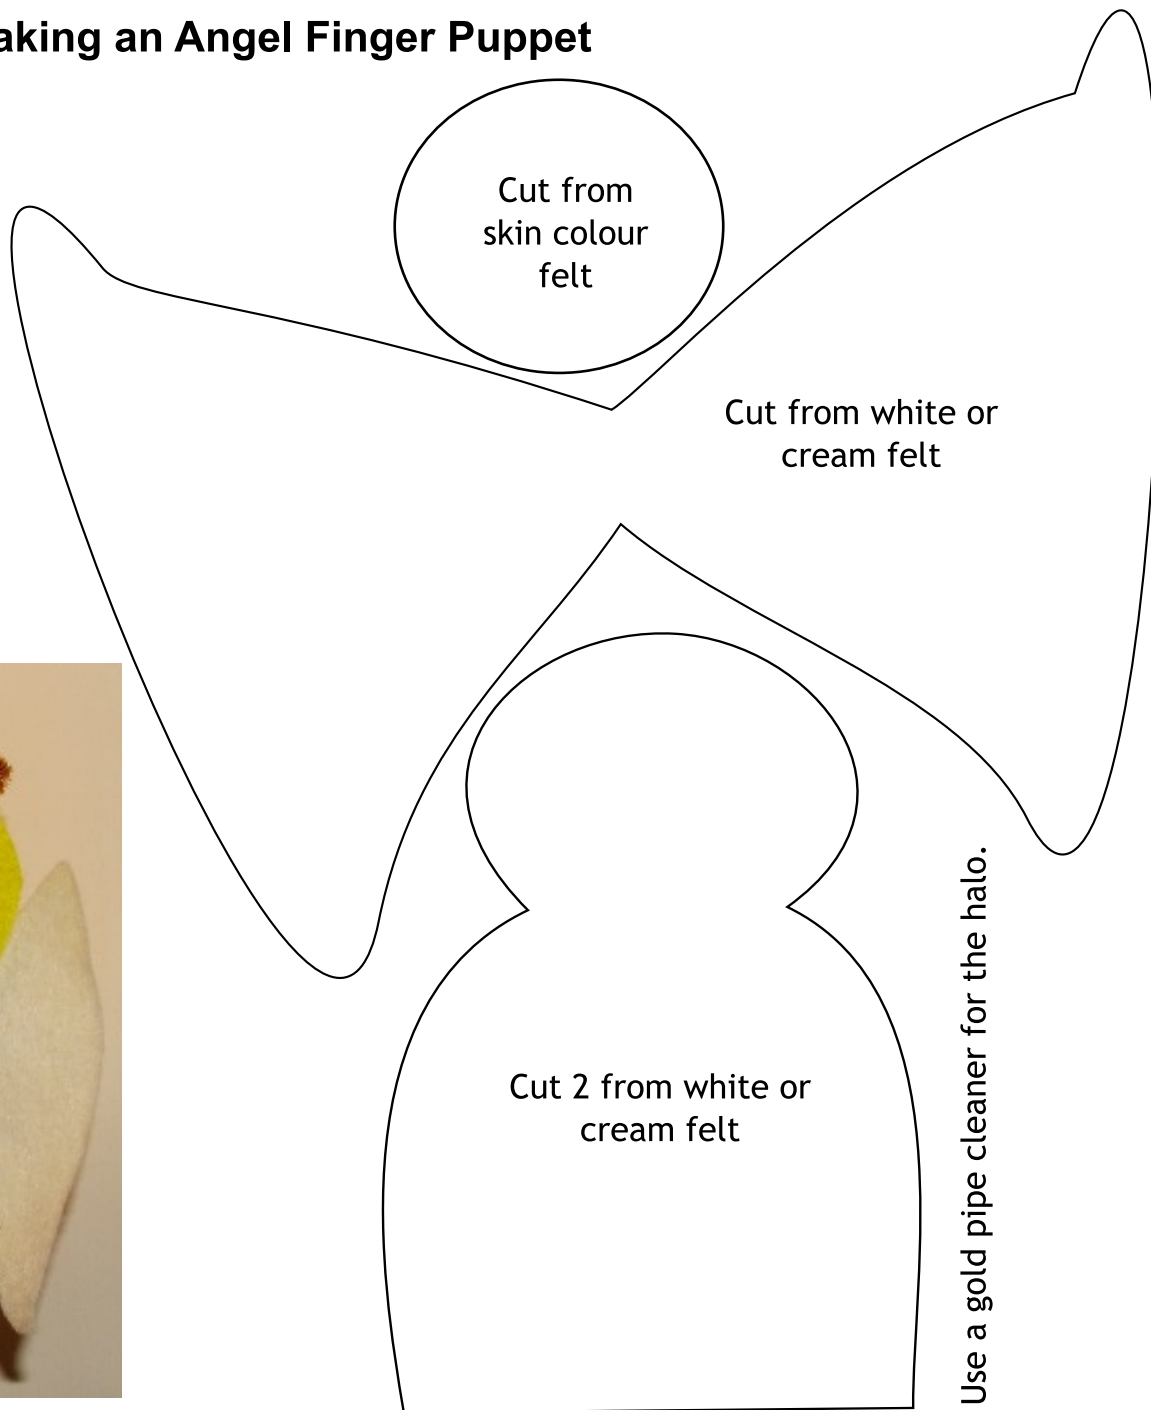 aking an Angel Finger Puppet
Cut from
skin colour
felt
Cut from white or
cream felt
Cut 2 from white or
cream felt
Use a gold pipe cleaner for the halo.